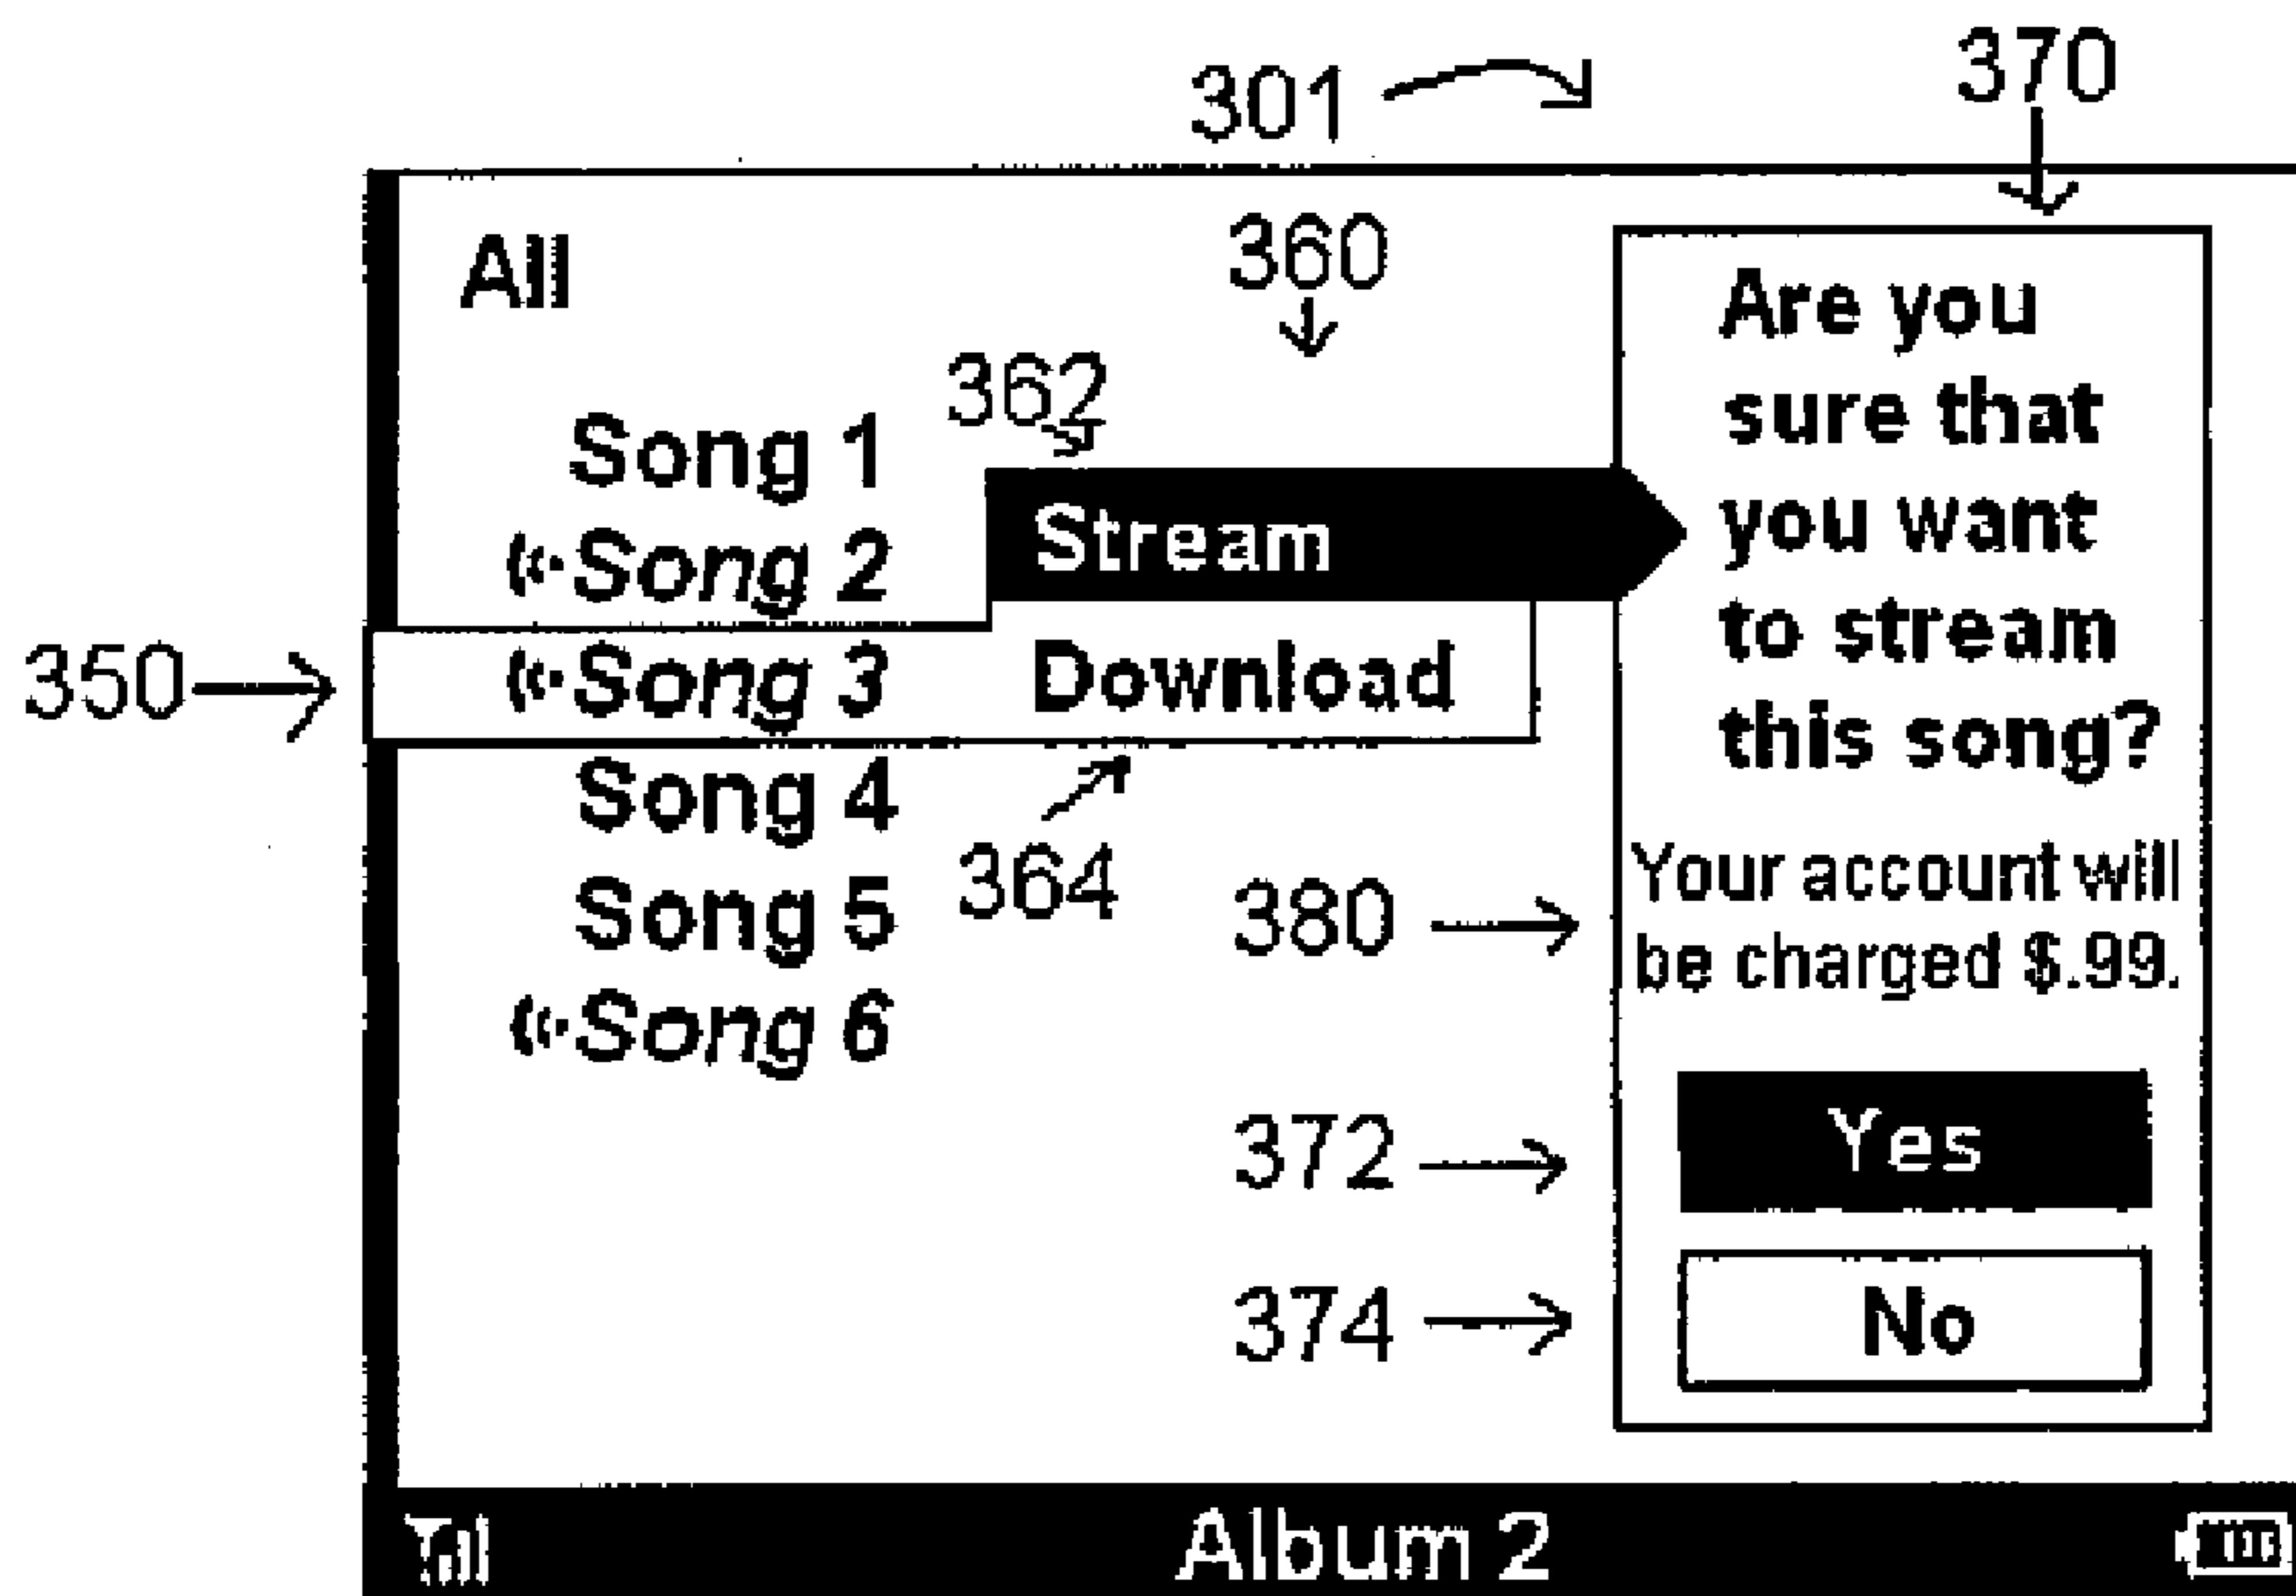 301
370
All
360
362
Song 1
Song 2
Song 3
Song 4
Song 5
Song 6
Stream
Download
350
364
Are you
sure that
you want
to stream
this song?
380
Your account will
be charged $.99.
372
Yes
374
No
Album 2